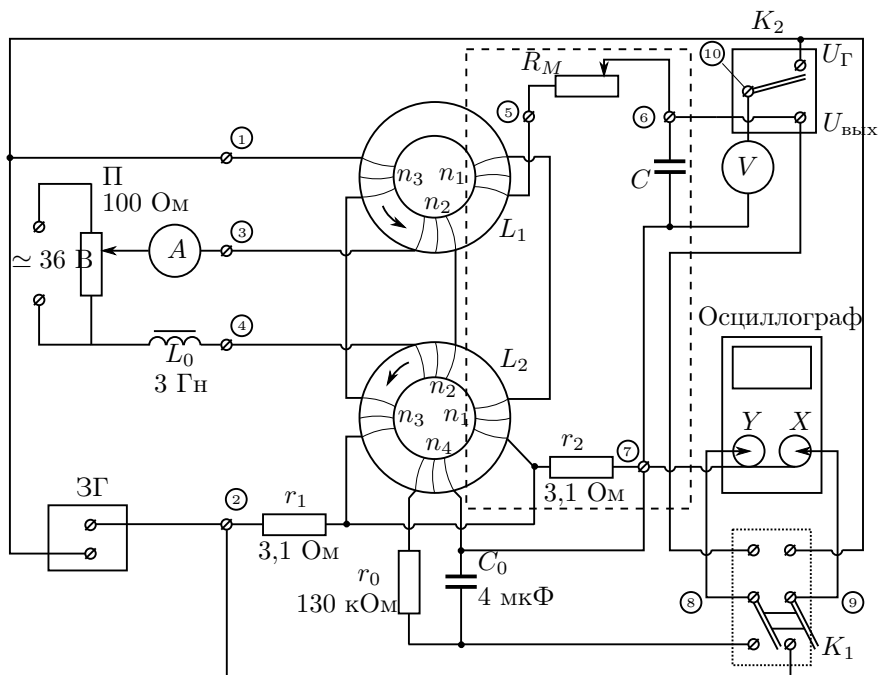 K₂
R_M
U_Г
10
1
5
6
U_вых
n₃
n₁
П
100 Ом
C
V
n₂
3
L₁
A
≃ 36 В
4
Осциллограф
L₀
3 Гн
L₂
n₂
n₃
n₁
Y
X
n₄
r₂
7
ЗГ
2
r₁
3,1 Ом
3,1 Ом
r₀
130 кОм
C₀
4 мкФ
8
9
K₁